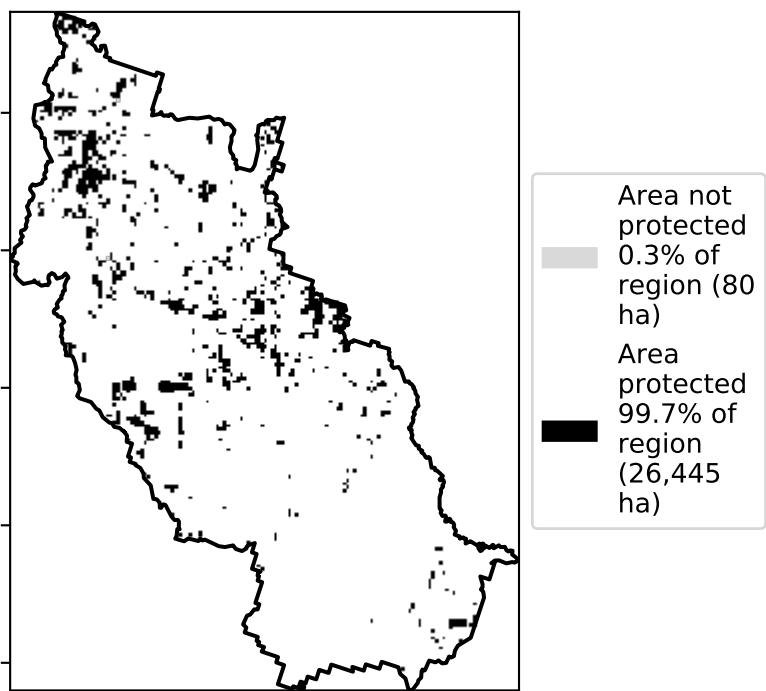 Area not
protected
0.3% of
region (80
ha)
Area
protected
99.7% of
region
(26,445
ha)